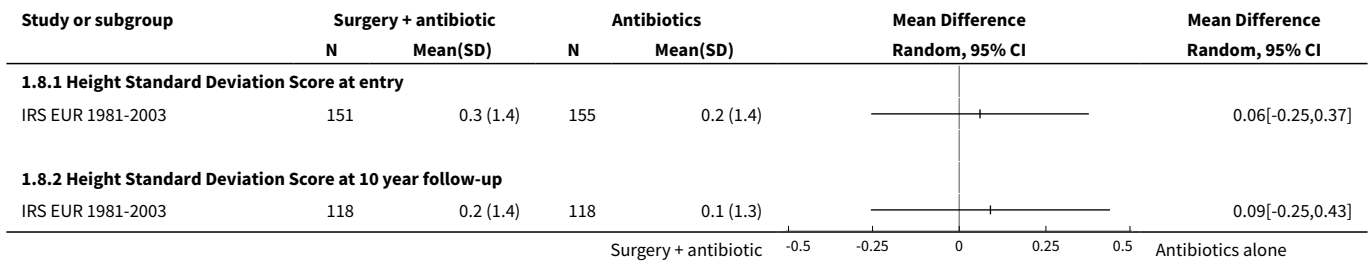 Study or subgroup Surgery + antibiotic Antibiotics Mean Difference Mean Difference
N Mean(SD) N Mean(SD) Random, 95% CI Random, 95% CI
1.8.1 Height Standard Deviation Score at entry
IRS EUR 1981-2003 151 0.3 (1.4) 155 0.2 (1.4) 0.06[-0.25,0.37]
1.8.2 Height Standard Deviation Score at 10 year follow-up
IRS EUR 1981-2003 118 0.2 (1.4) 118 0.1 (1.3) 0.09[-0.25,0.43]
Surgery + antibiotic -0.5 -0.25 0 0.25 0.5 Antibiotics alone